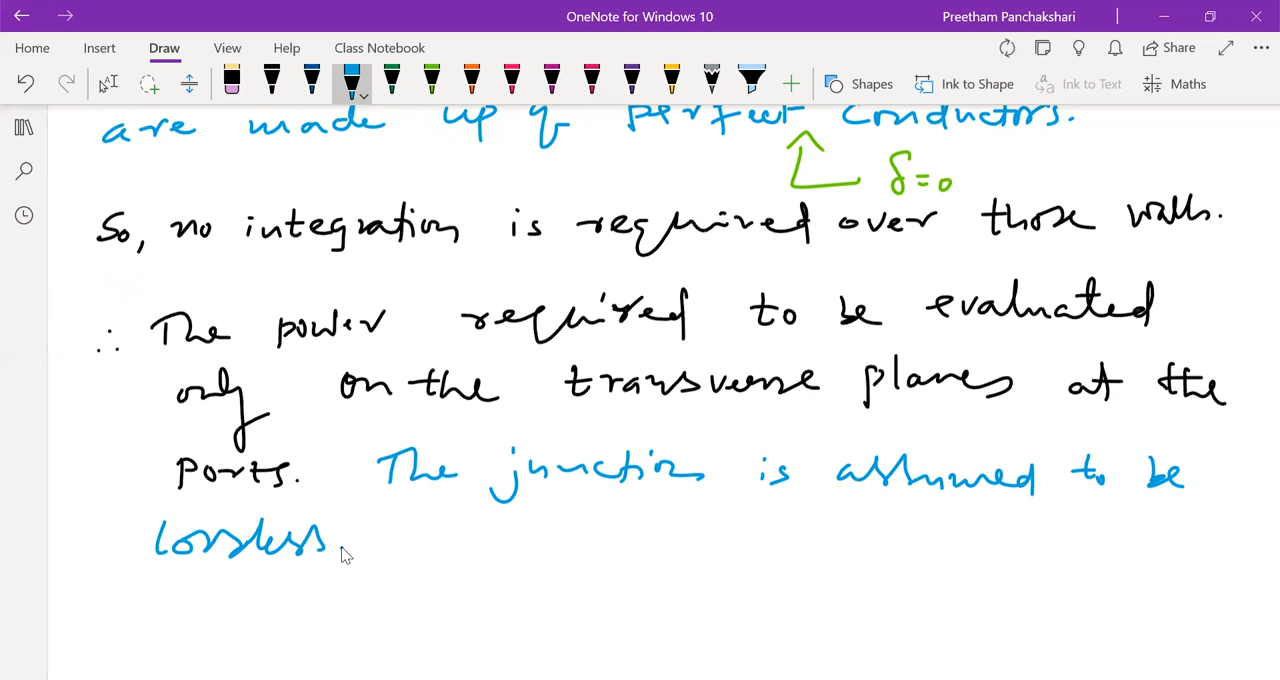 OneNote for Windows 10
Preetham Panchakshari
Home Insert Draw View Help Class Notebook Share
Shapes Ink to Shape Ink to Text Maths
are made up of perfect conductors.
δ=0
So, no integration is required over those walls.
∴ The power required to be evaluated
only on the transverse planes at the
ports. The junction is assumed to be
lossless.